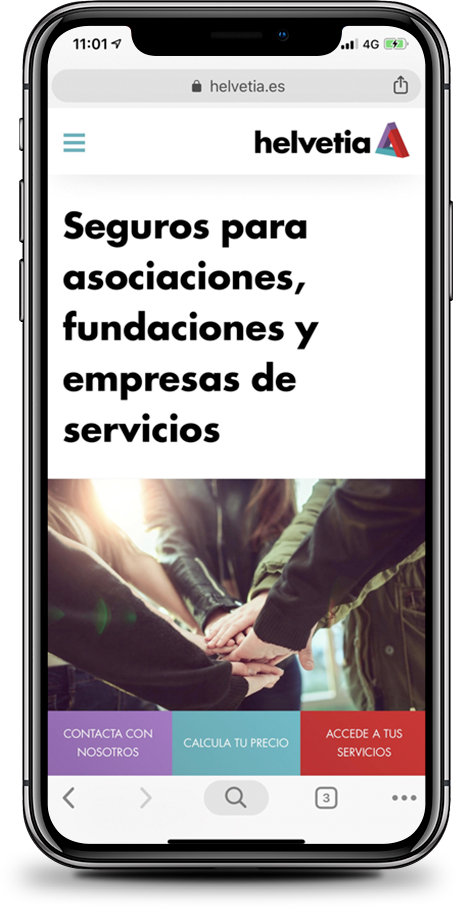 11:01 4G
helvetia.es
helvetia
Seguros para
asociaciones,
fundaciones y
empresas de
servicios
CONTACTA CON
NOSOTROS
CALCULA TU PRECIO
ACCEDE A TUS
SERVICIOS
3